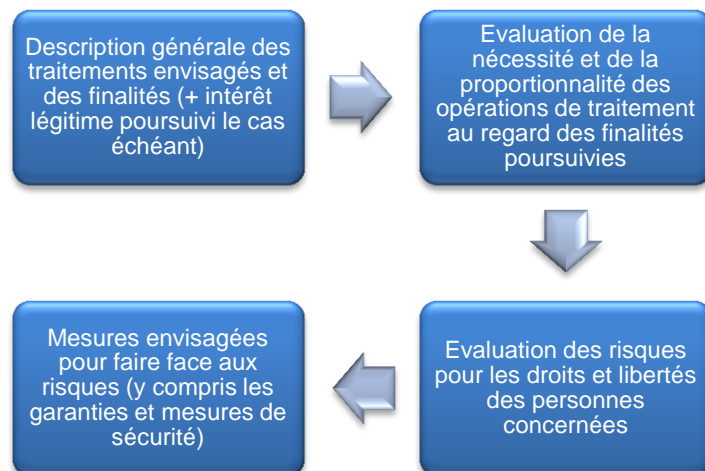 Description générale des
traitements envisagés et
des finalités (+ intérêt
légitime poursuivi le cas
échéant)
Evaluation de la
nécessité et de la
proportionnalité des
opérations de traitement
au regard des finalités
poursuivies
Evaluation des risques
pour les droits et libertés
des personnes
concernées
Mesures envisagées
pour faire face aux
risques (y compris les
garanties et mesures de
sécurité)